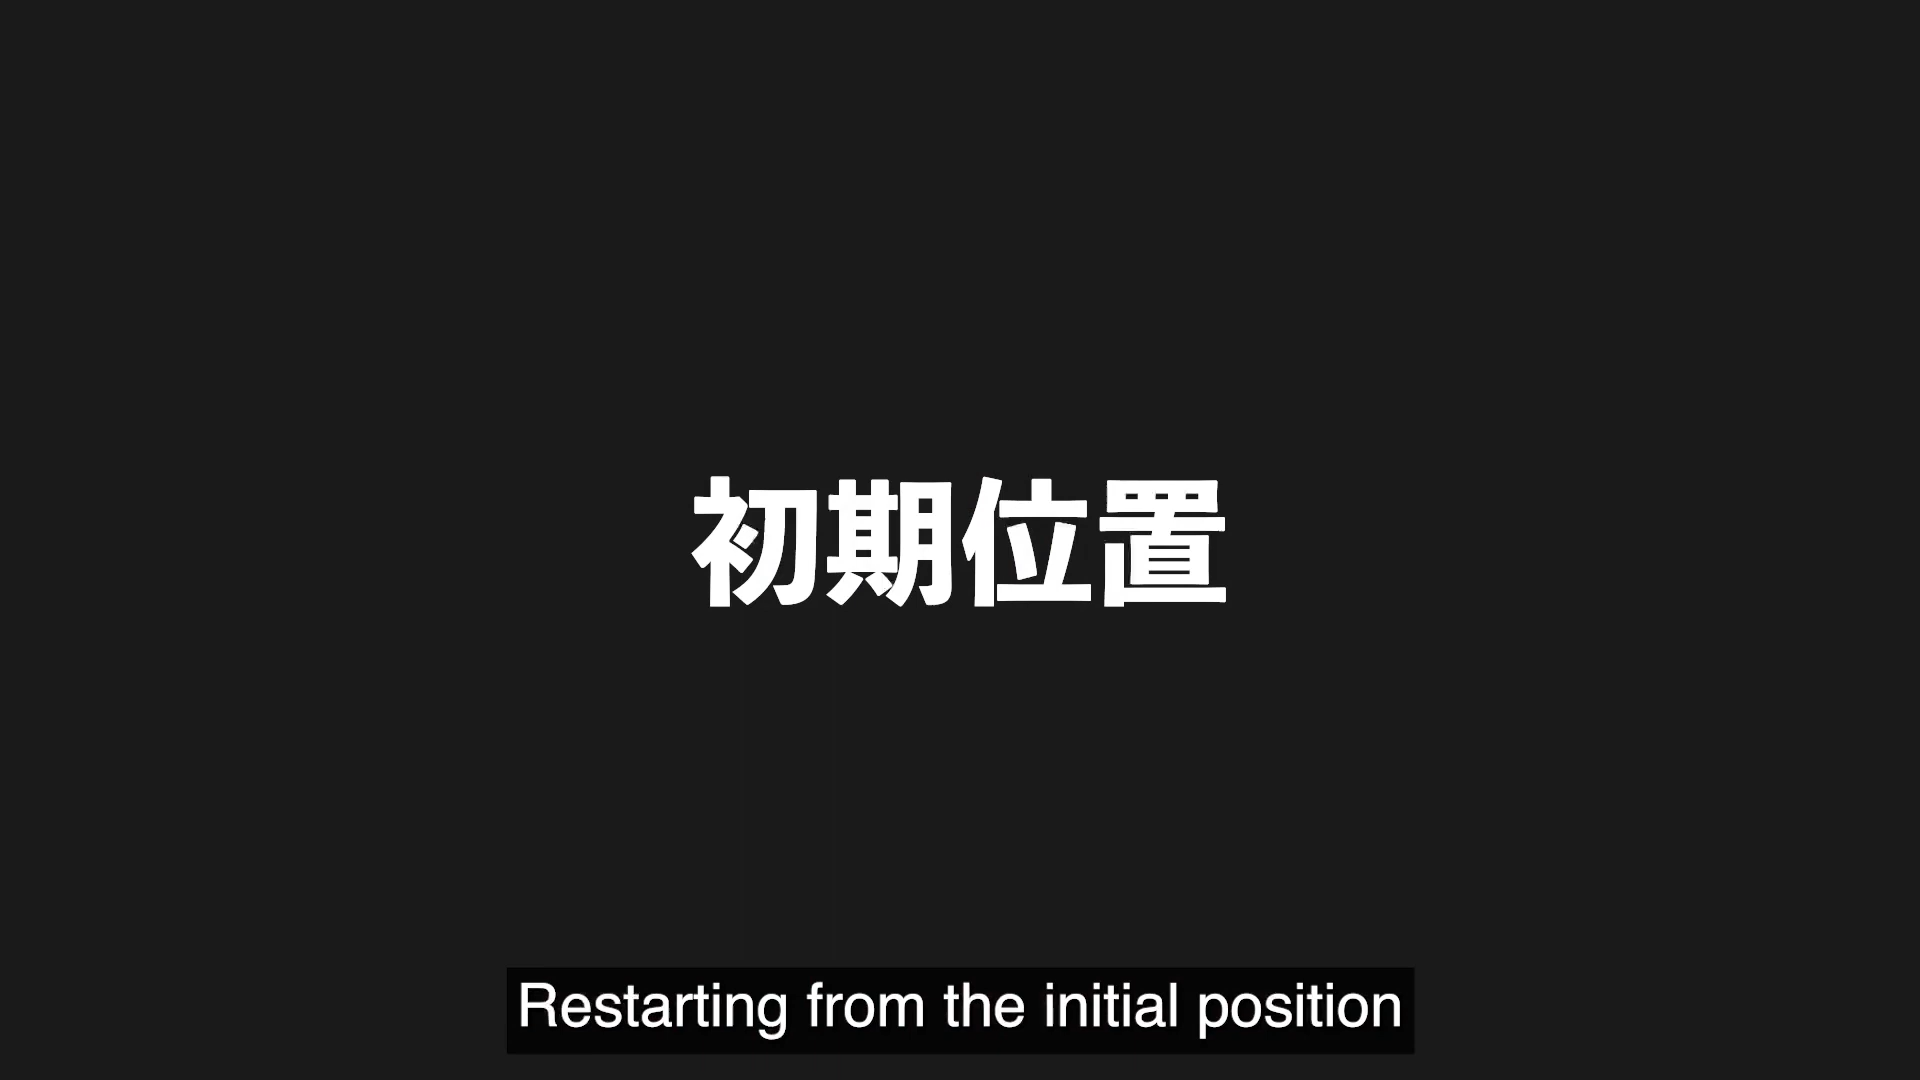 初期位置
Restarting from the initial position